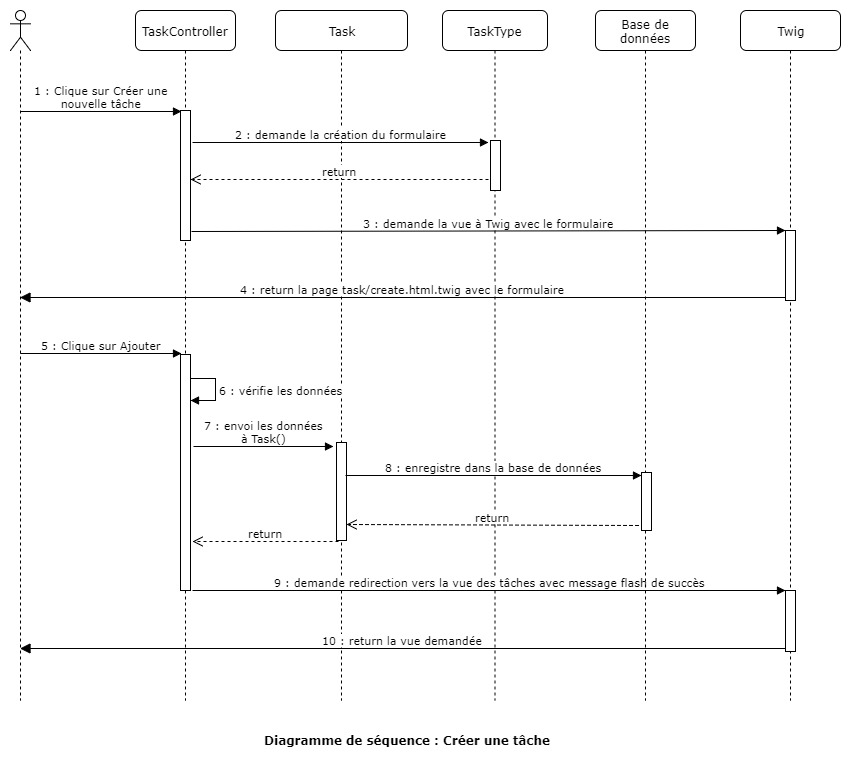 TaskController
Task
TaskType
Base de
données
Twig
1 : Clique sur Créer une
nouvelle tâche
2 : demande la création du formulaire
return
3 : demande la vue à Twig avec le formulaire
4 : return la page task/create.html.twig avec le formulaire
5 : Clique sur Ajouter
6 : vérifie les données
7 : envoi les données
à Task()
8 : enregistre dans la base de données
return
return
9 : demande redirection vers la vue des tâches avec message flash de succès
10 : return la vue demandée
Diagramme de séquence : Créer une tâche